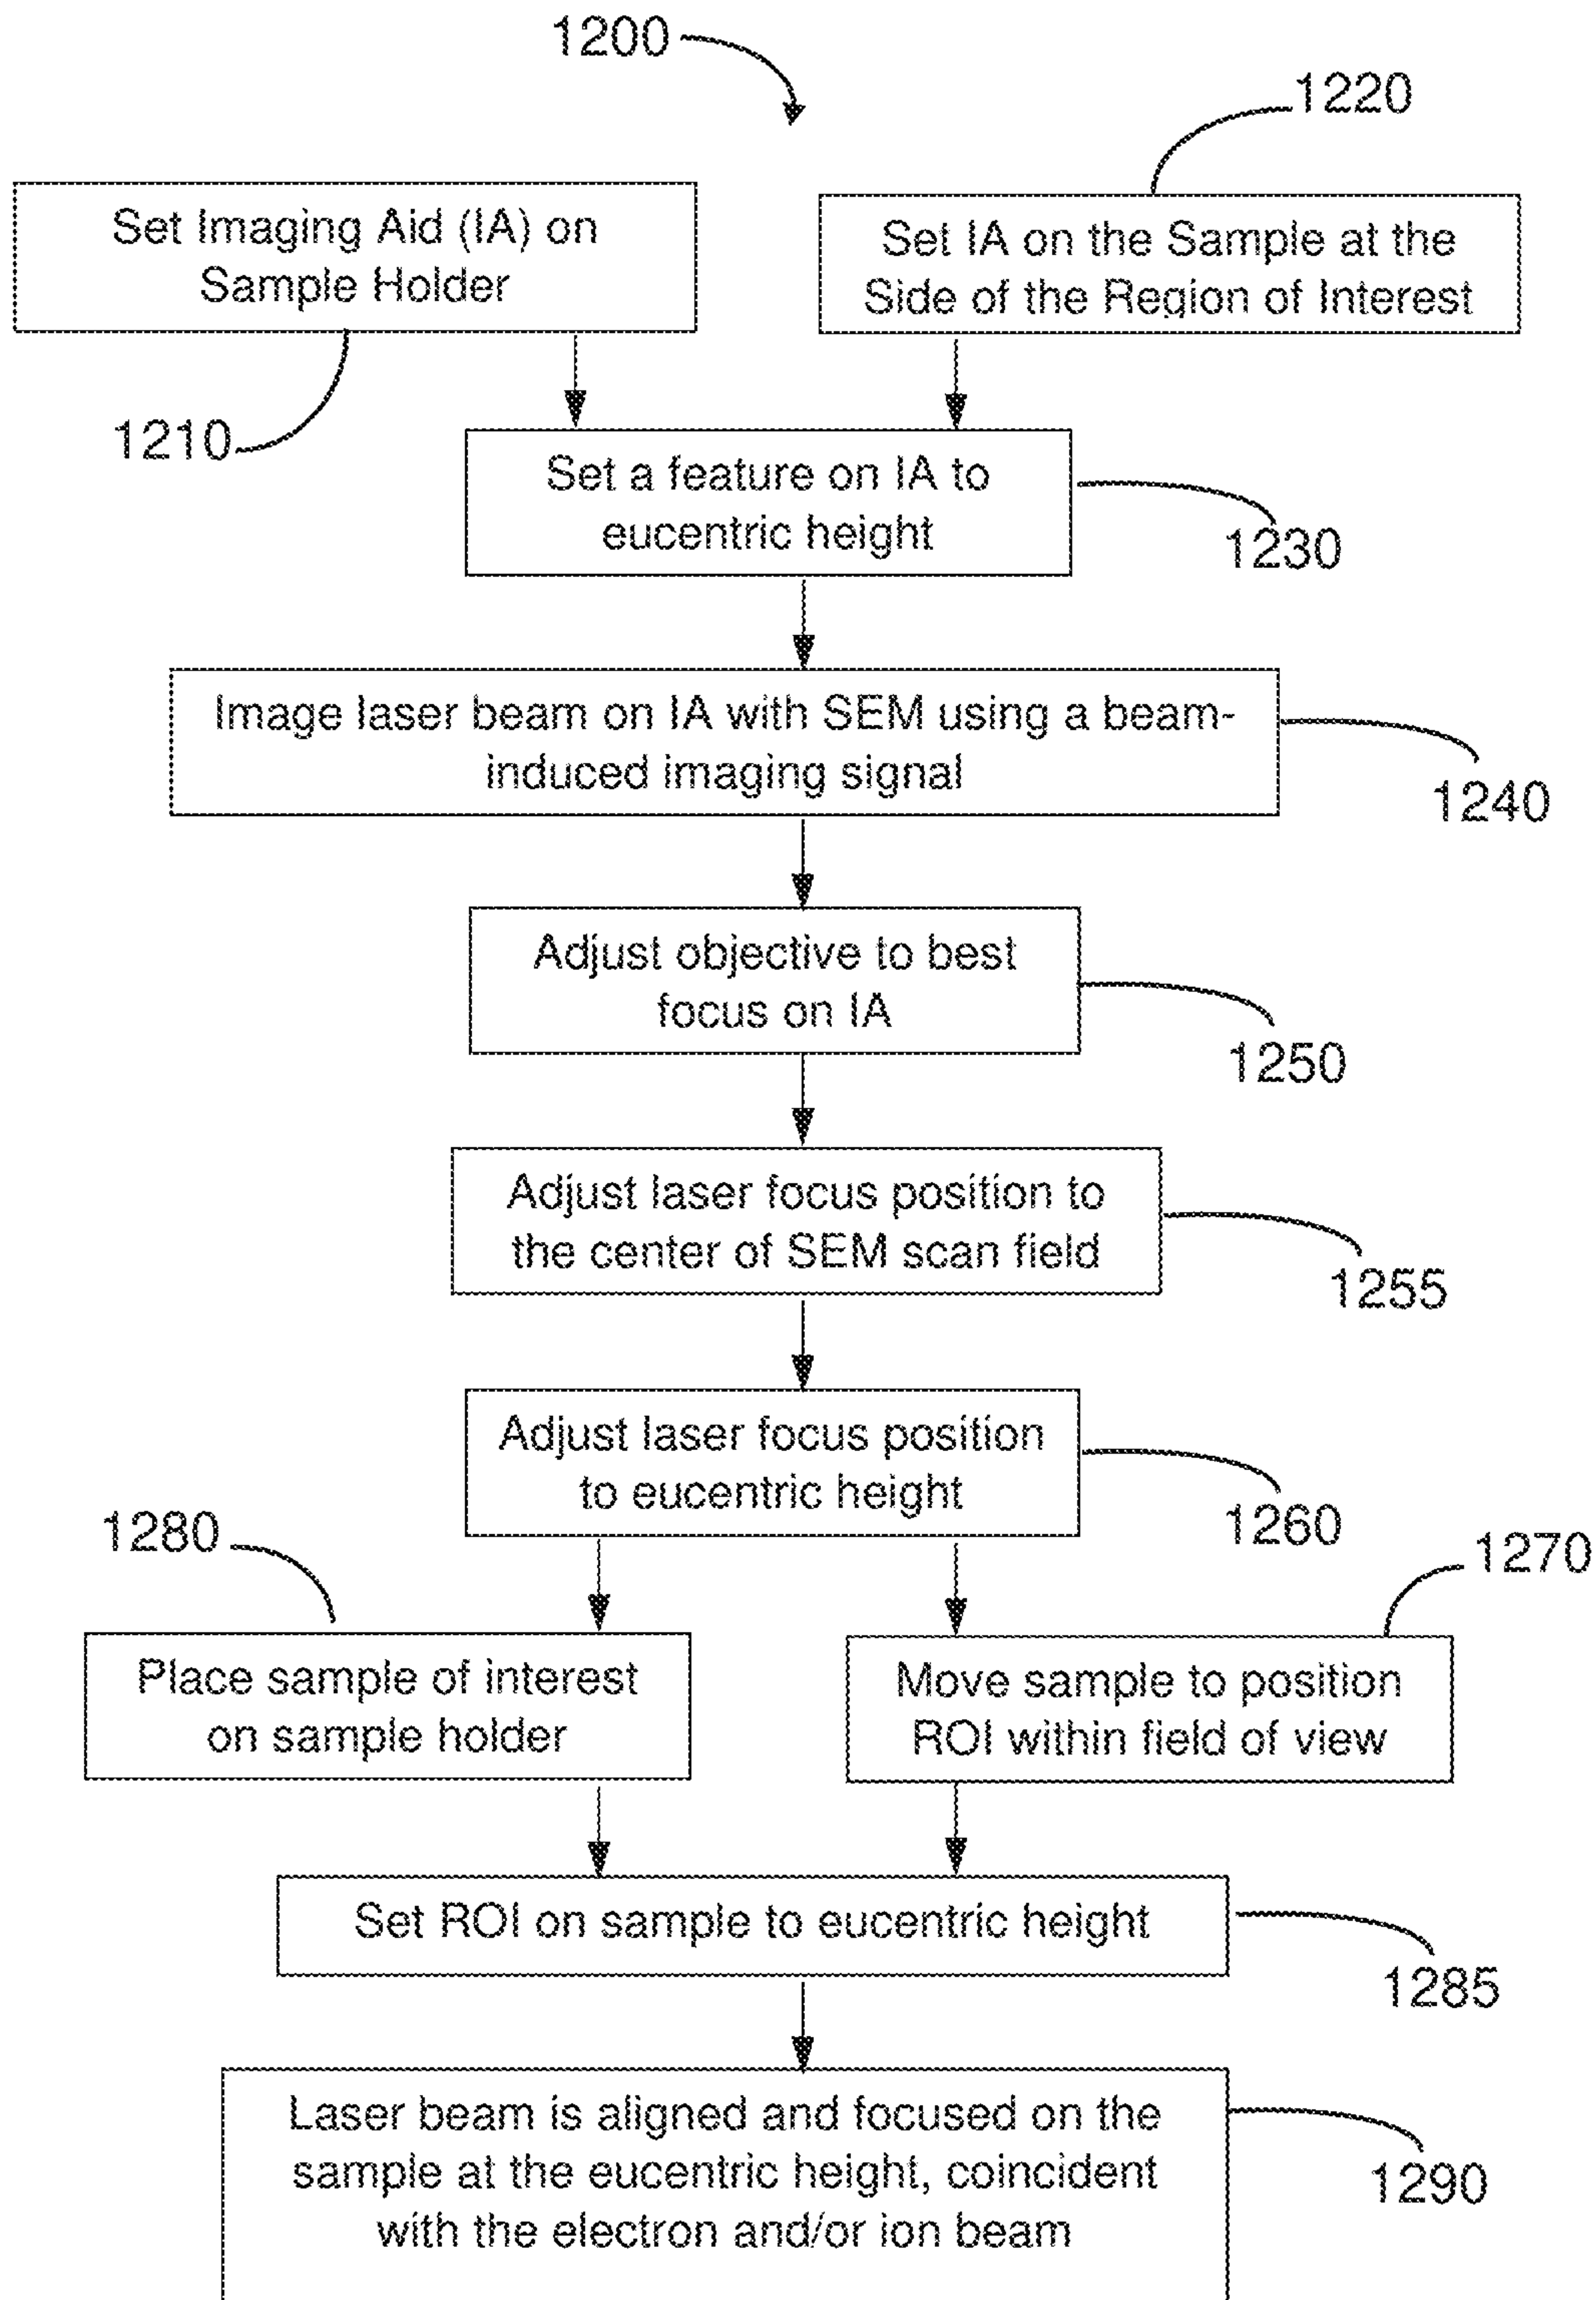 1200
1220
Set Imaging Aid (IA) on
Sample Holder
Set IA on the Sample at the
Side of the Region of Interest
1210
Set a feature on IA to
eucentric height
1230
Image laser beam on IA with SEM using a beam-
induced imaging signal
1240
Adjust objective to best
focus on IA
1250
Adjust laser focus position to
the center of SEM scan field
1255
Adjust laser focus position
to eucentric height
1260
1280
1270
Place sample of interest
on sample holder
Move sample to position
ROI within field of view
Set ROI on sample to eucentric height
1285
Laser beam is aligned and focused on the
sample at the eucentric height, coincident
with the electron and/or ion beam
1290